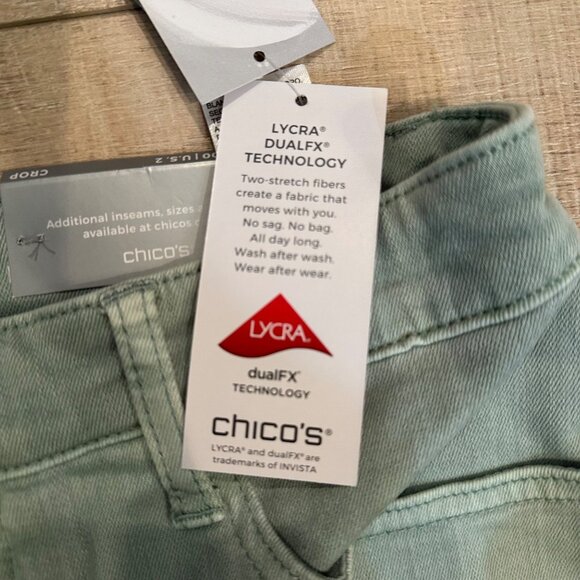 LYCRA®
DUALFX®
TECHNOLOGY
Two-stretch fibers
create a fabric that
moves with you.
No sag. No bag.
All day long.
Wash after wash.
Wear after wear.
LYCRA
dualFX®
TECHNOLOGY
chico's®
LYCRA® and dualFX® are
trademarks of INVISTA
U.S. 2
CROP
Additional inseams, sizes
available at chicos
chico's